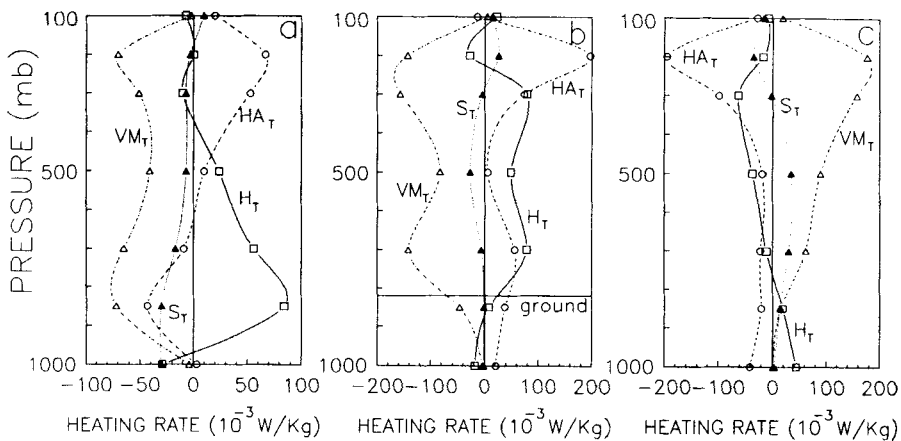 PRESSURE (mb)
100
500
1000
a
VM_T
HA_T
H_T
S_T
-100 -50 0 50 100
HEATING RATE (10^-3 W/Kg)
100
500
1000
b
S_T
HA_T
VM_T
H_T
ground
-200 -100 0 100 200
HEATING RATE (10^-3 W/Kg)
100
500
1000
c
HA_T
S_T
VM_T
H_T
-200 -100 0 100 200
HEATING RATE (10^-3 W/Kg)